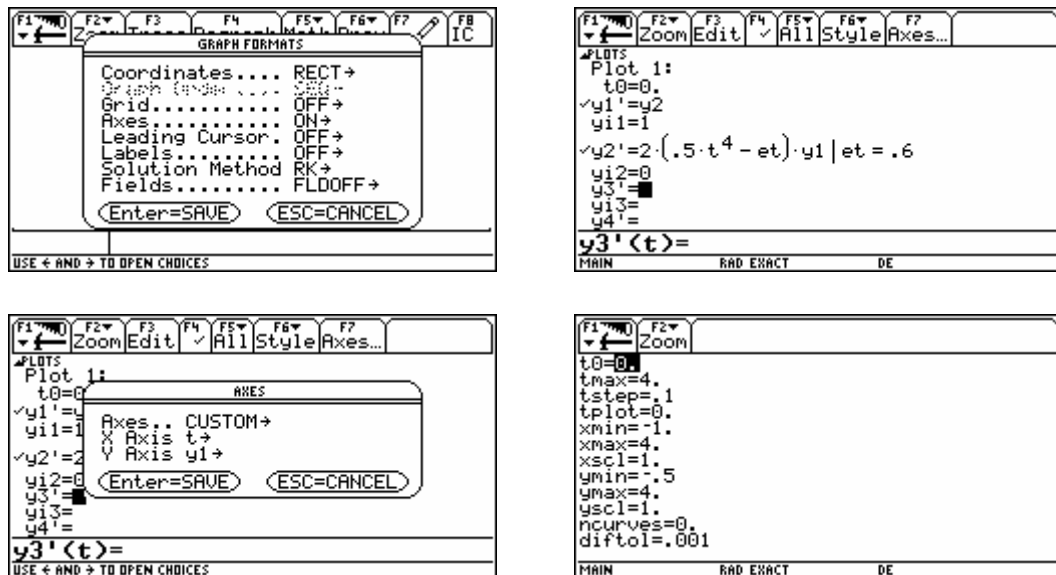 F1 F2▾ F3 F4 F5▾ F6▾ F7 F8
IC
GRAPH FORMATS
Coordinates.... RECT→
Graph Order .... SEQ→
Grid........... OFF→
Axes........... ON→
Leading Cursor. OFF→
Labels......... OFF→
Solution Method RK→
Fields......... FLDOFF→
Enter=SAVE ESC=CANCEL
USE ← AND → TO OPEN CHOICES
F1 F2▾ F3 F4 F5▾ F6▾ F7
Zoom Edit ✓ All Style Axes…
PLOTS
Plot 1:
t0=0.
✓y1'=y2
yi1=1
✓y2'=2·(.5·t^4 - et)·y1|et = .6
yi2=0
y3'=
yi3=
y4'=
y3'(t)=
MAIN RAD EXACT DE
F1 F2▾ F3 F4 F5▾ F6▾ F7
Zoom Edit ✓ All Style Axes…
PLOTS
Plot 1:
t0=0
AXES
✓y1'=y
yi1=1
Axes.. CUSTOM→
X Axis t→
Y Axis y1→
✓y2'=2
yi2=0
Enter=SAVE ESC=CANCEL
y3'=
yi3=
y4'=
y3'(t)=
USE ← AND → TO OPEN CHOICES
F1 F2▾
Zoom
t0=0.
tmax=4.
tstep=.1
tplot=0.
xmin=-1.
xmax=4.
xscl=1.
ymin=-.5
ymax=4.
yscl=1.
ncurves=0.
diftol=.001
MAIN RAD EXACT DE